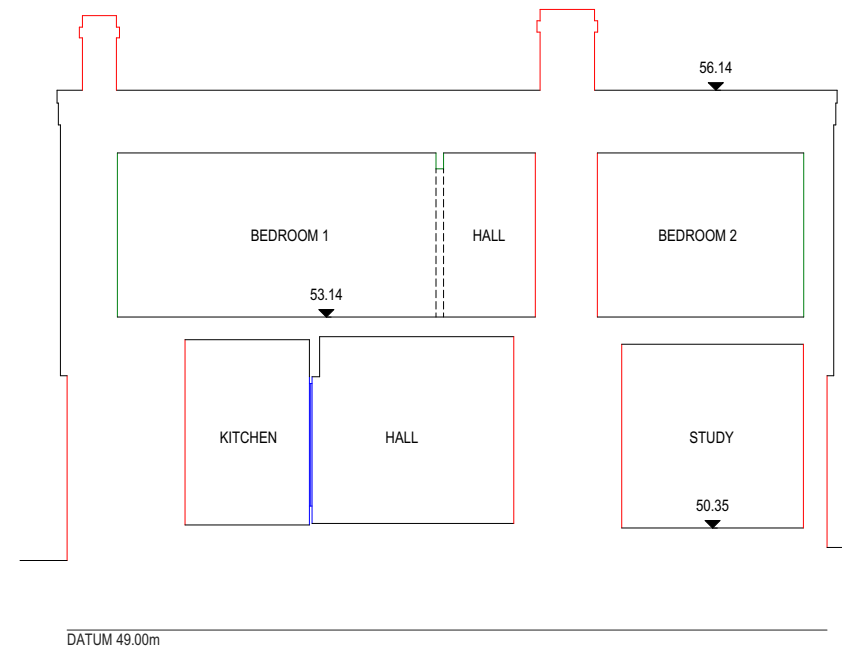 56.14
BEDROOM 1
HALL
BEDROOM 2
53.14
KITCHEN
HALL
STUDY
50.35
DATUM 49.00m